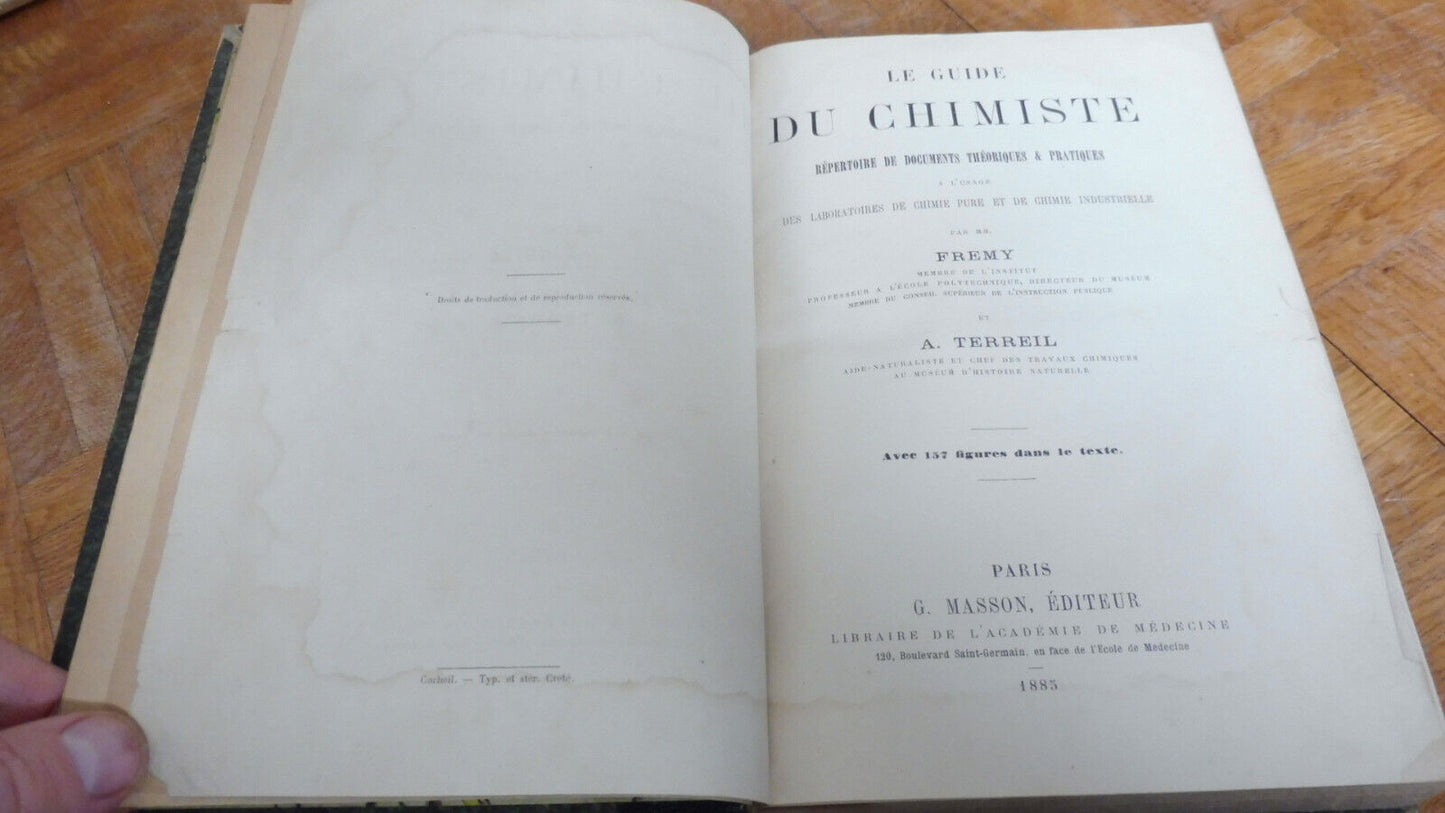 Droits de traduction et de reproduction réservés.
Corbeil. — Typ. et stér. Crété.
LE GUIDE
DU CHIMISTE
RÉPERTOIRE DE DOCUMENTS THÉORIQUES & PRATIQUES
A L'USAGE
DES LABORATOIRES DE CHIMIE PURE ET DE CHIMIE INDUSTRIELLE
PAR MM.
FREMY
MEMBRE DE L'INSTITUT
PROFESSEUR A L'ÉCOLE POLYTECHNIQUE, DIRECTEUR DU MUSEUM
MEMBRE DU CONSEIL SUPÉRIEUR DE L'INSTRUCTION PUBLIQUE
ET
A. TERREIL
AIDE-NATURALISTE ET CHEF DES TRAVAUX CHIMIQUES
AU MUSEUM D'HISTOIRE NATURELLE
Avec 157 figures dans le texte.
PARIS
G. MASSON, ÉDITEUR
LIBRAIRE DE L'ACADÉMIE DE MÉDECINE
120, Boulevard Saint-Germain, en face de l'Ecole de Medecine
1885